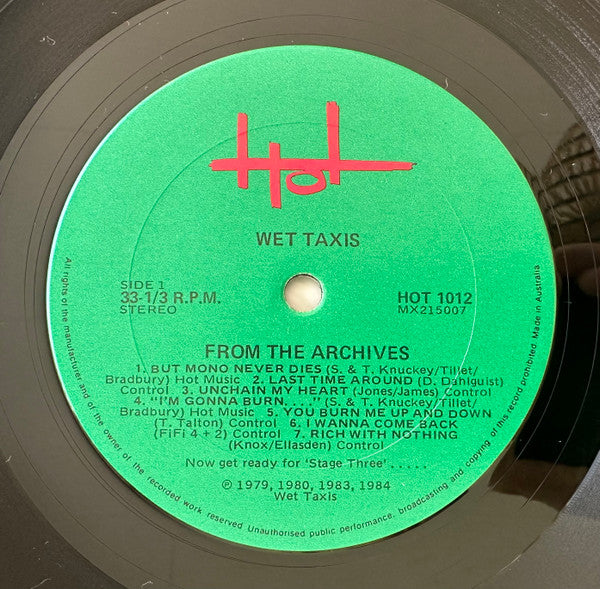 Hot
WET TAXIS
SIDE 1
33-1/3 R.P.M.
STEREO
HOT 1012
MX215007
FROM THE ARCHIVES
1. BUT MONO NEVER DIES (S. & T. Knuckey/Tillet/
Bradbury) Hot Music 2. LAST TIME AROUND (D. Dahlquist)
Control 3. UNCHAIN MY HEART (Jones/James) Control
4. "I'M GONNA BURN. . . ." (S. & T. Knuckey/Tillet/
Bradbury) Hot Music 5. YOU BURN ME UP AND DOWN
(T. Talton) Control 6. I WANNA COME BACK
(FiFi 4 + 2) Control 7. RICH WITH NOTHING
(Knox/Ellasden) Control
Now get ready for 'Stage Three' . . . . .
℗ 1979, 1980, 1983, 1984
Wet Taxis
All rights of the manufacturer and of the owner of the recorded work reserved Unauthorised public performance, broadcasting and copying of this record prohibited Made in Australia